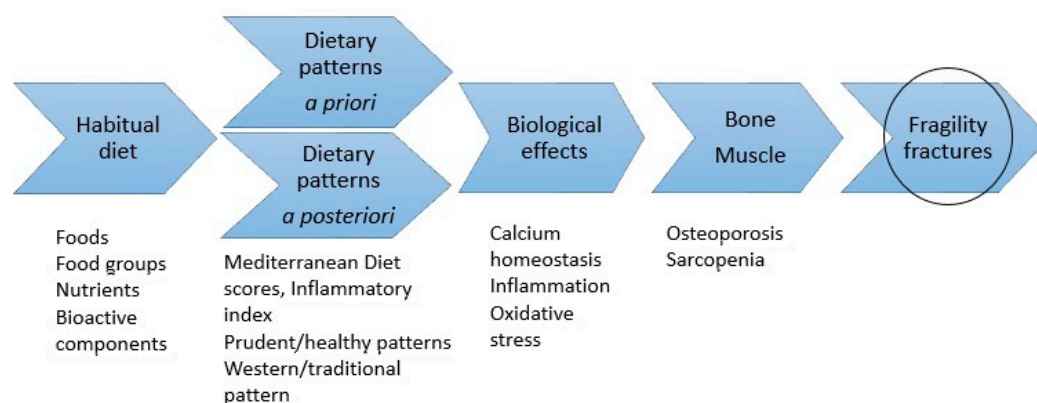 Habitual
diet
Dietary
patterns
a priori
Dietary
patterns
a posteriori
Biological
effects
Bone
Muscle
Fragility
fractures
Foods
Food groups
Nutrients
Bioactive
components
Mediterranean Diet
scores, Inflammatory
index
Prudent/healthy patterns
Western/traditional
pattern
Calcium
homeostasis
Inflammation
Oxidative
stress
Osteoporosis
Sarcopenia